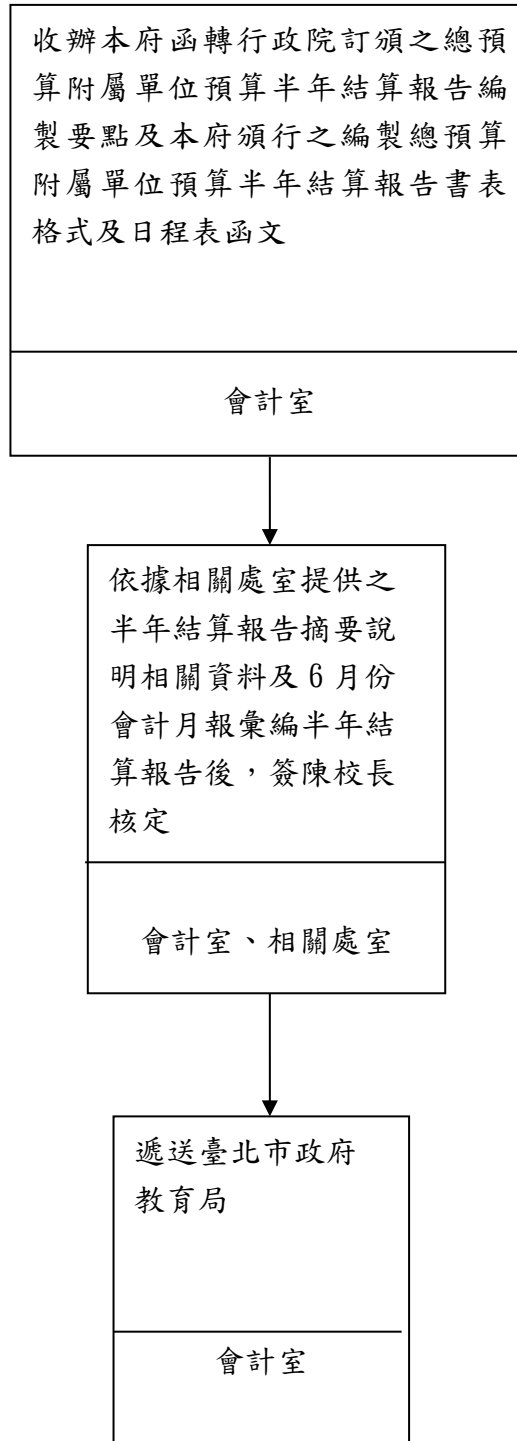 收辦本府函轉行政院訂頒之總預
算附屬單位預算半年結算報告編
製要點及本府頒行之編製總預算
附屬單位預算半年結算報告書表
格式及日程表函文
會計室
依據相關處室提供之
半年結算報告摘要說
明相關資料及 6 月份
會計月報彙編半年結
算報告後，簽陳校長
核定
會計室、相關處室
遞送臺北市政府
教育局
會計室